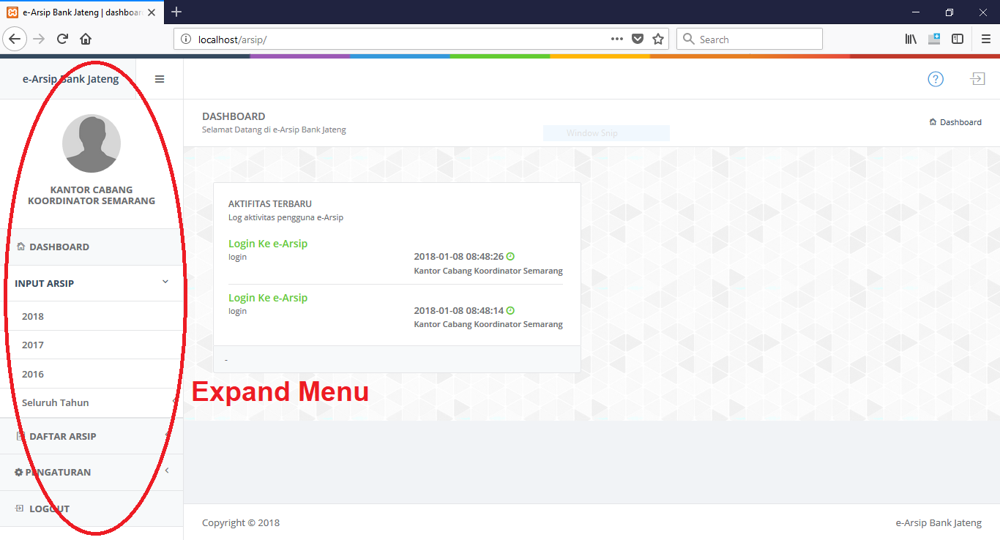 e-Arsip Bank Jateng | dashboar
localhost/arsip/
Search
e-Arsip Bank Jateng
KANTOR CABANG
KOORDINATOR SEMARANG
DASHBOARD
INPUT ARSIP
2018
2017
2016
Seluruh Tahun
DAFTAR ARSIP
PENGATURAN
LOGOUT
DASHBOARD
Selamat Datang di e-Arsip Bank Jateng
Window Snip
Dashboard
AKTIFITAS TERBARU
Log aktivitas pengguna e-Arsip
Login Ke e-Arsip
login
2018-01-08 08:48:26
Kantor Cabang Koordinator Semarang
Login Ke e-Arsip
login
2018-01-08 08:48:14
Kantor Cabang Koordinator Semarang
-
Expand Menu
Copyright © 2018
e-Arsip Bank Jateng